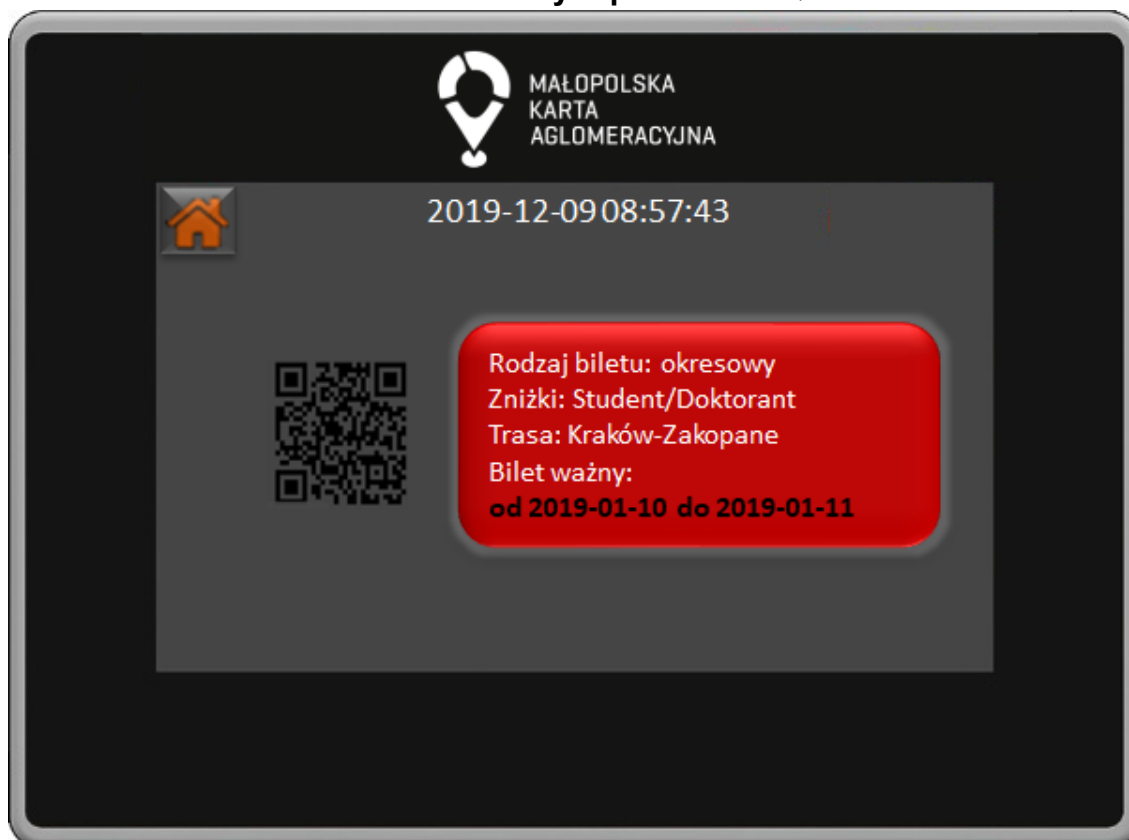 MAŁOPOLSKA
KARTA
AGLOMERACYJNA
2019-12-09 08:57:43
Rodzaj biletu: okresowy
Zniżki: Student/Doktorant
Trasa: Kraków-Zakopane
Bilet ważny:
od 2019-01-10 do 2019-01-11